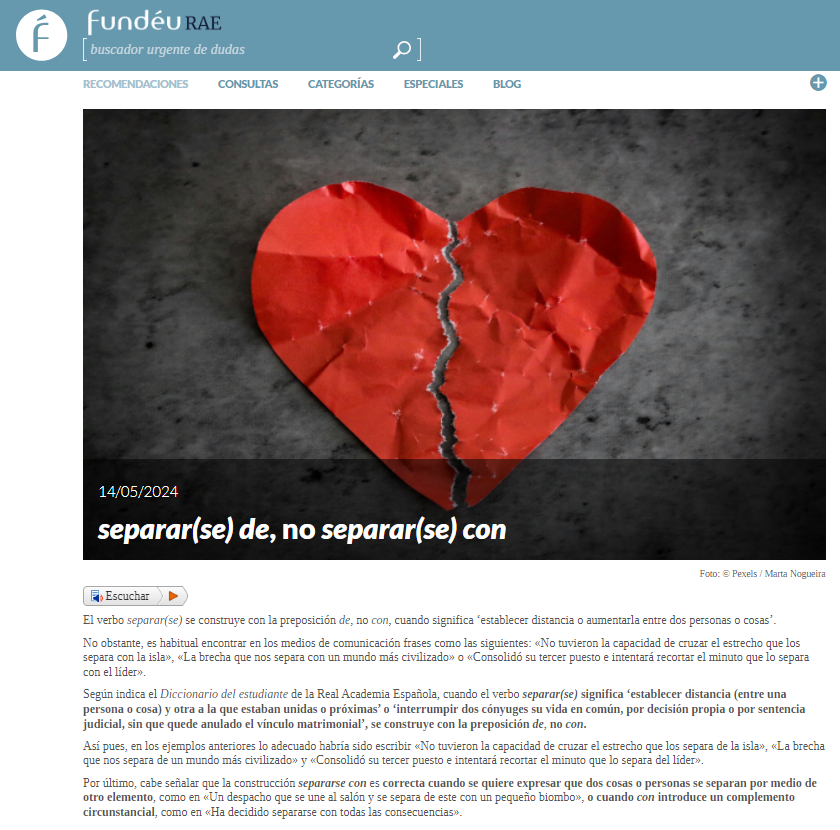 fundéu RAE
buscador urgente de dudas
RECOMENDACIONES CONSULTAS CATEGORÍAS ESPECIALES BLOG
14/05/2024
separar(se) de, no separar(se) con
Foto: © Pexels / Marta Nogueira
Escuchar
El verbo separar(se) se construye con la preposición de, no con, cuando significa ‘establecer distancia o aumentarla entre dos personas o cosas’.
No obstante, es habitual encontrar en los medios de comunicación frases como las siguientes: «No tuvieron la capacidad de cruzar el estrecho que los
separa con la isla», «La brecha que nos separa con un mundo más civilizado» o «Consolidó su tercer puesto e intentará recortar el minuto que lo separa
con el líder».
Según indica el Diccionario del estudiante de la Real Academia Española, cuando el verbo separar(se) significa ‘establecer distancia (entre una
persona o cosa) y otra a la que estaban unidas o próximas’ o ‘interrumpir dos cónyuges su vida en común, por decisión propia o por sentencia
judicial, sin que quede anulado el vínculo matrimonial’, se construye con la preposición de, no con.
Así pues, en los ejemplos anteriores lo adecuado habría sido escribir «No tuvieron la capacidad de cruzar el estrecho que los separa de la isla», «La brecha
que nos separa de un mundo más civilizado» y «Consolidó su tercer puesto e intentará recortar el minuto que lo separa del líder».
Por último, cabe señalar que la construcción separarse con es correcta cuando se quiere expresar que dos cosas o personas se separan por medio de
otro elemento, como en «Un despacho que se une al salón y se separa de este con un pequeño biombo», o cuando con introduce un complemento
circunstancial, como en «Ha decidido separarse con todas las consecuencias».